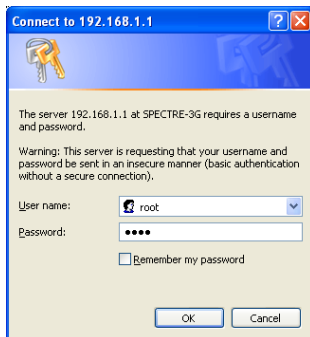 Connect to 192.168.1.1
The server 192.168.1.1 at SPECTRE-3G requires a username
and password.
Warning: This server is requesting that your username and
password be sent in an insecure manner (basic authentication
without a secure connection).
User name:
root
Password:
••••
Remember my password
OK
Cancel